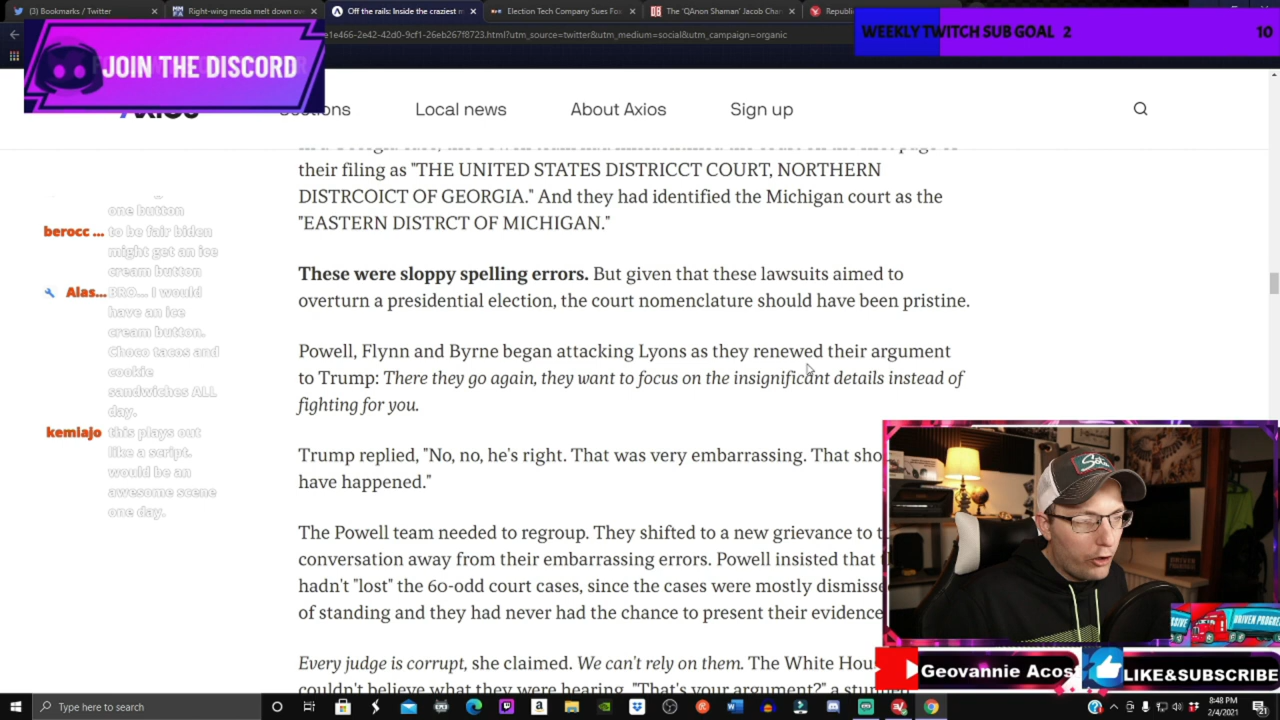 (3) Bookmarks / Twitter
Right-wing media melt down ov
Off the rails: Inside the craziest m
Election Tech Company Sues Fox
The 'QAnon Shaman' Jacob Chan
Republic
e1e466-2e42-42d0-9cf1-26eb267f8723.html?utm_source=twitter&utm_medium=social&utm_campaign=organic
WEEKLY TWITCH SUB GOAL 2 10
JOIN THE DISCORD
Sections Local news About Axios Sign up
their filing as "THE UNITED STATES DISTRICCT COURT, NORTHERN
DISTRCOICT OF GEORGIA." And they had identified the Michigan court as the
"EASTERN DISTRCT OF MICHIGAN."
These were sloppy spelling errors. But given that these lawsuits aimed to
overturn a presidential election, the court nomenclature should have been pristine.
Powell, Flynn and Byrne began attacking Lyons as they renewed their argument
to Trump: There they go again, they want to focus on the insignificant details instead of
fighting for you.
Trump replied, "No, no, he's right. That was very embarrassing. That sho
have happened."
The Powell team needed to regroup. They shifted to a new grievance to t
conversation away from their embarrassing errors. Powell insisted that t
hadn't "lost" the 60-odd court cases, since the cases were mostly dismisse
of standing and they had never had the chance to present their evidence
Every judge is corrupt, she claimed. We can't rely on them. The White Hou
couldn't believe what they were hearing. "That's your argument?" a stunned
one button
berocc ... to be fair biden
might get an ice
cream button
Alas... BRO... I would
have an ice
cream button.
Choco tacos and
cookie
sandwiches ALL
day.
kemiajo this plays out
like a script.
would be an
awesome scene
one day.
Geovannie Acos
LIKE&SUBSCRIBE
DRIVEN PROGRE
Type here to search
8:48 PM
2/4/2021
21